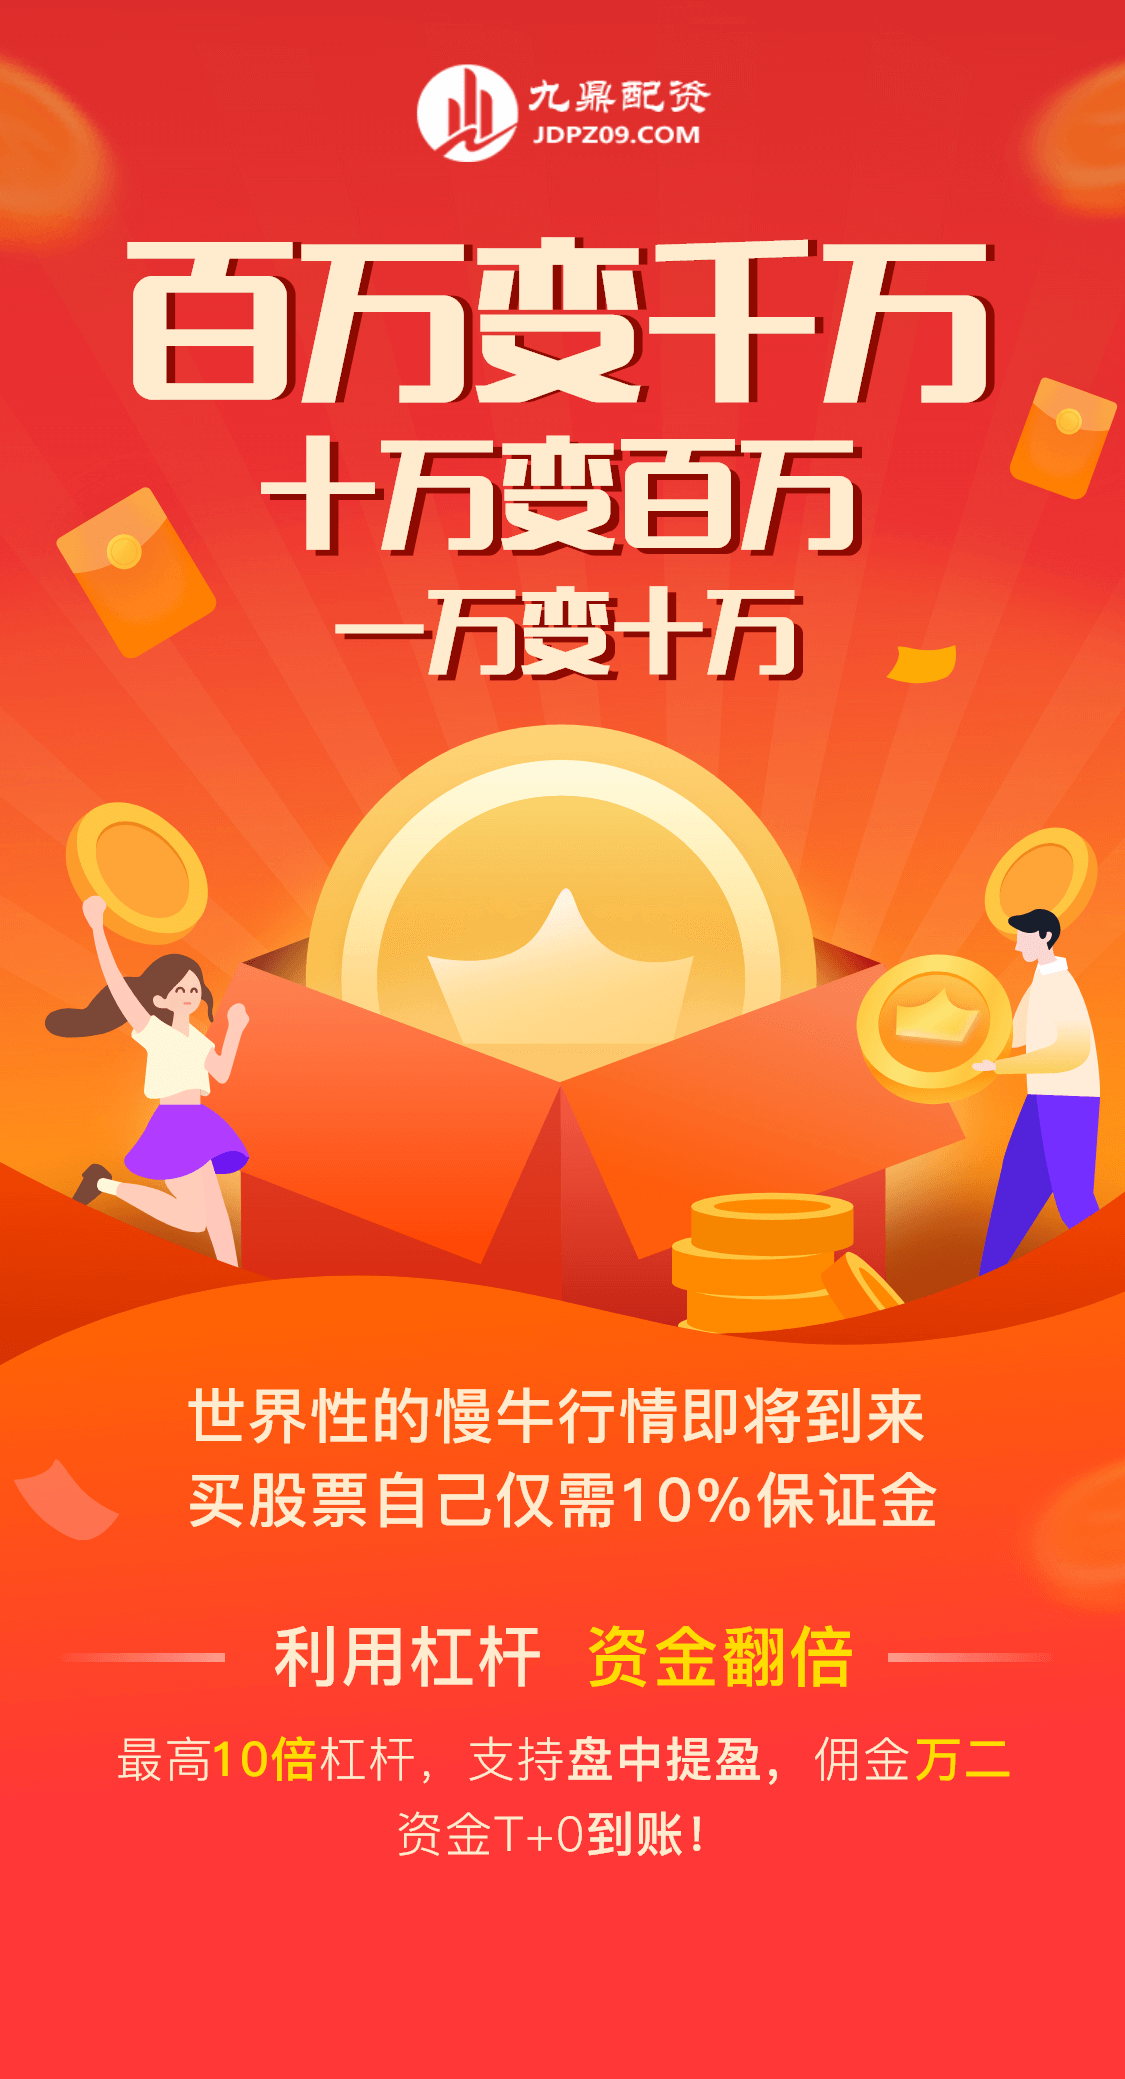 九鼎配资
JDPZ09.COM
百万变千万
十万变百万
一万变十万
世界性的慢牛行情即将到来
买股票自己仅需10%保证金
利用杠杆 资金翻倍
最高10倍杠杆，支持盘中提盈，佣金万二
资金T+0到账！